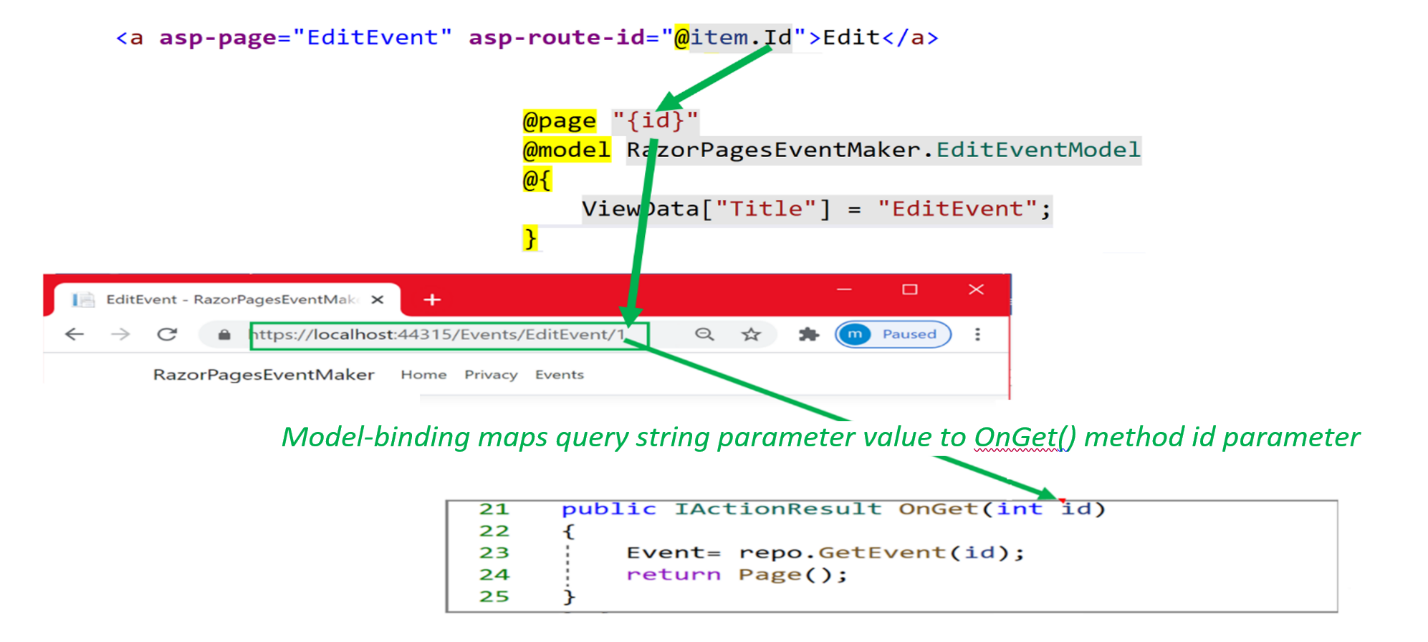 <a asp-page="EditEvent" asp-route-id="@item.Id">Edit</a>
@page "{id}"
@model RazorPagesEventMaker.EditEventModel
@{
ViewData["Title"] = "EditEvent";
}
EditEvent - RazorPagesEventMak
https://localhost:44315/Events/EditEvent/1
m Paused
RazorPagesEventMaker Home Privacy Events
Model-binding maps query string parameter value to OnGet() method id parameter
21 public IActionResult OnGet(int id)
22 {
23 Event= repo.GetEvent(id);
24 return Page();
25 }